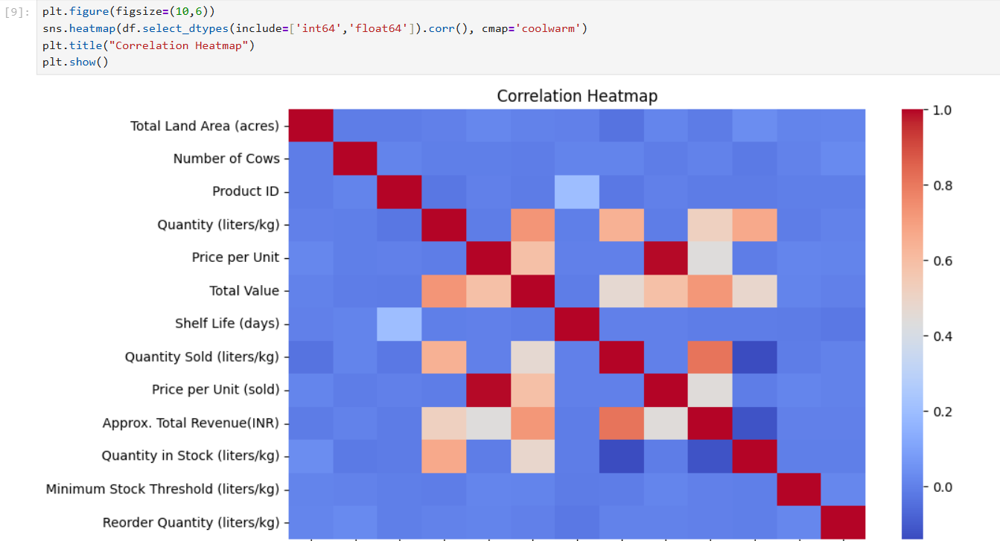 [9]:
plt.figure(figsize=(10,6))
sns.heatmap(df.select_dtypes(include=['int64','float64']).corr(), cmap='coolwarm')
plt.title("Correlation Heatmap")
plt.show()
Correlation Heatmap
Total Land Area (acres)
Number of Cows
Product ID
Quantity (liters/kg)
Price per Unit
Total Value
Shelf Life (days)
Quantity Sold (liters/kg)
Price per Unit (sold)
Approx. Total Revenue(INR)
Quantity in Stock (liters/kg)
Minimum Stock Threshold (liters/kg)
Reorder Quantity (liters/kg)
1.0
0.8
0.6
0.4
0.2
0.0